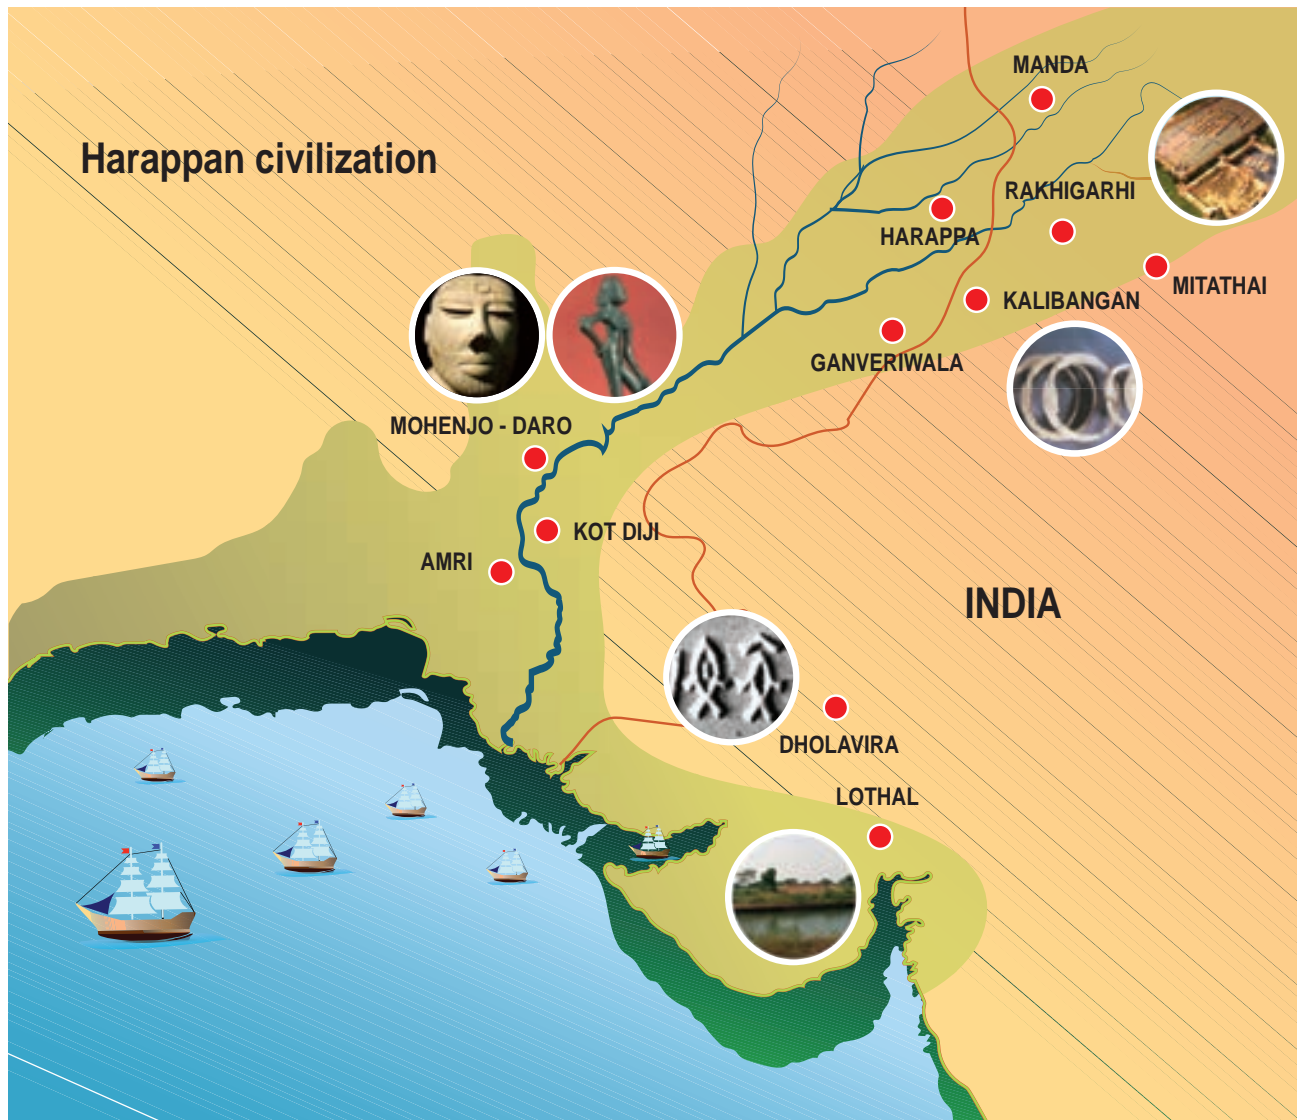 MANDA
Harappan civilization
RAKHIGARHI
HARAPPA
MITATHAI
KALIBANGAN
GANVERIWALA
MOHENJO - DARO
KOT DIJI
AMRI
INDIA
DHOLAVIRA
LOTHAL